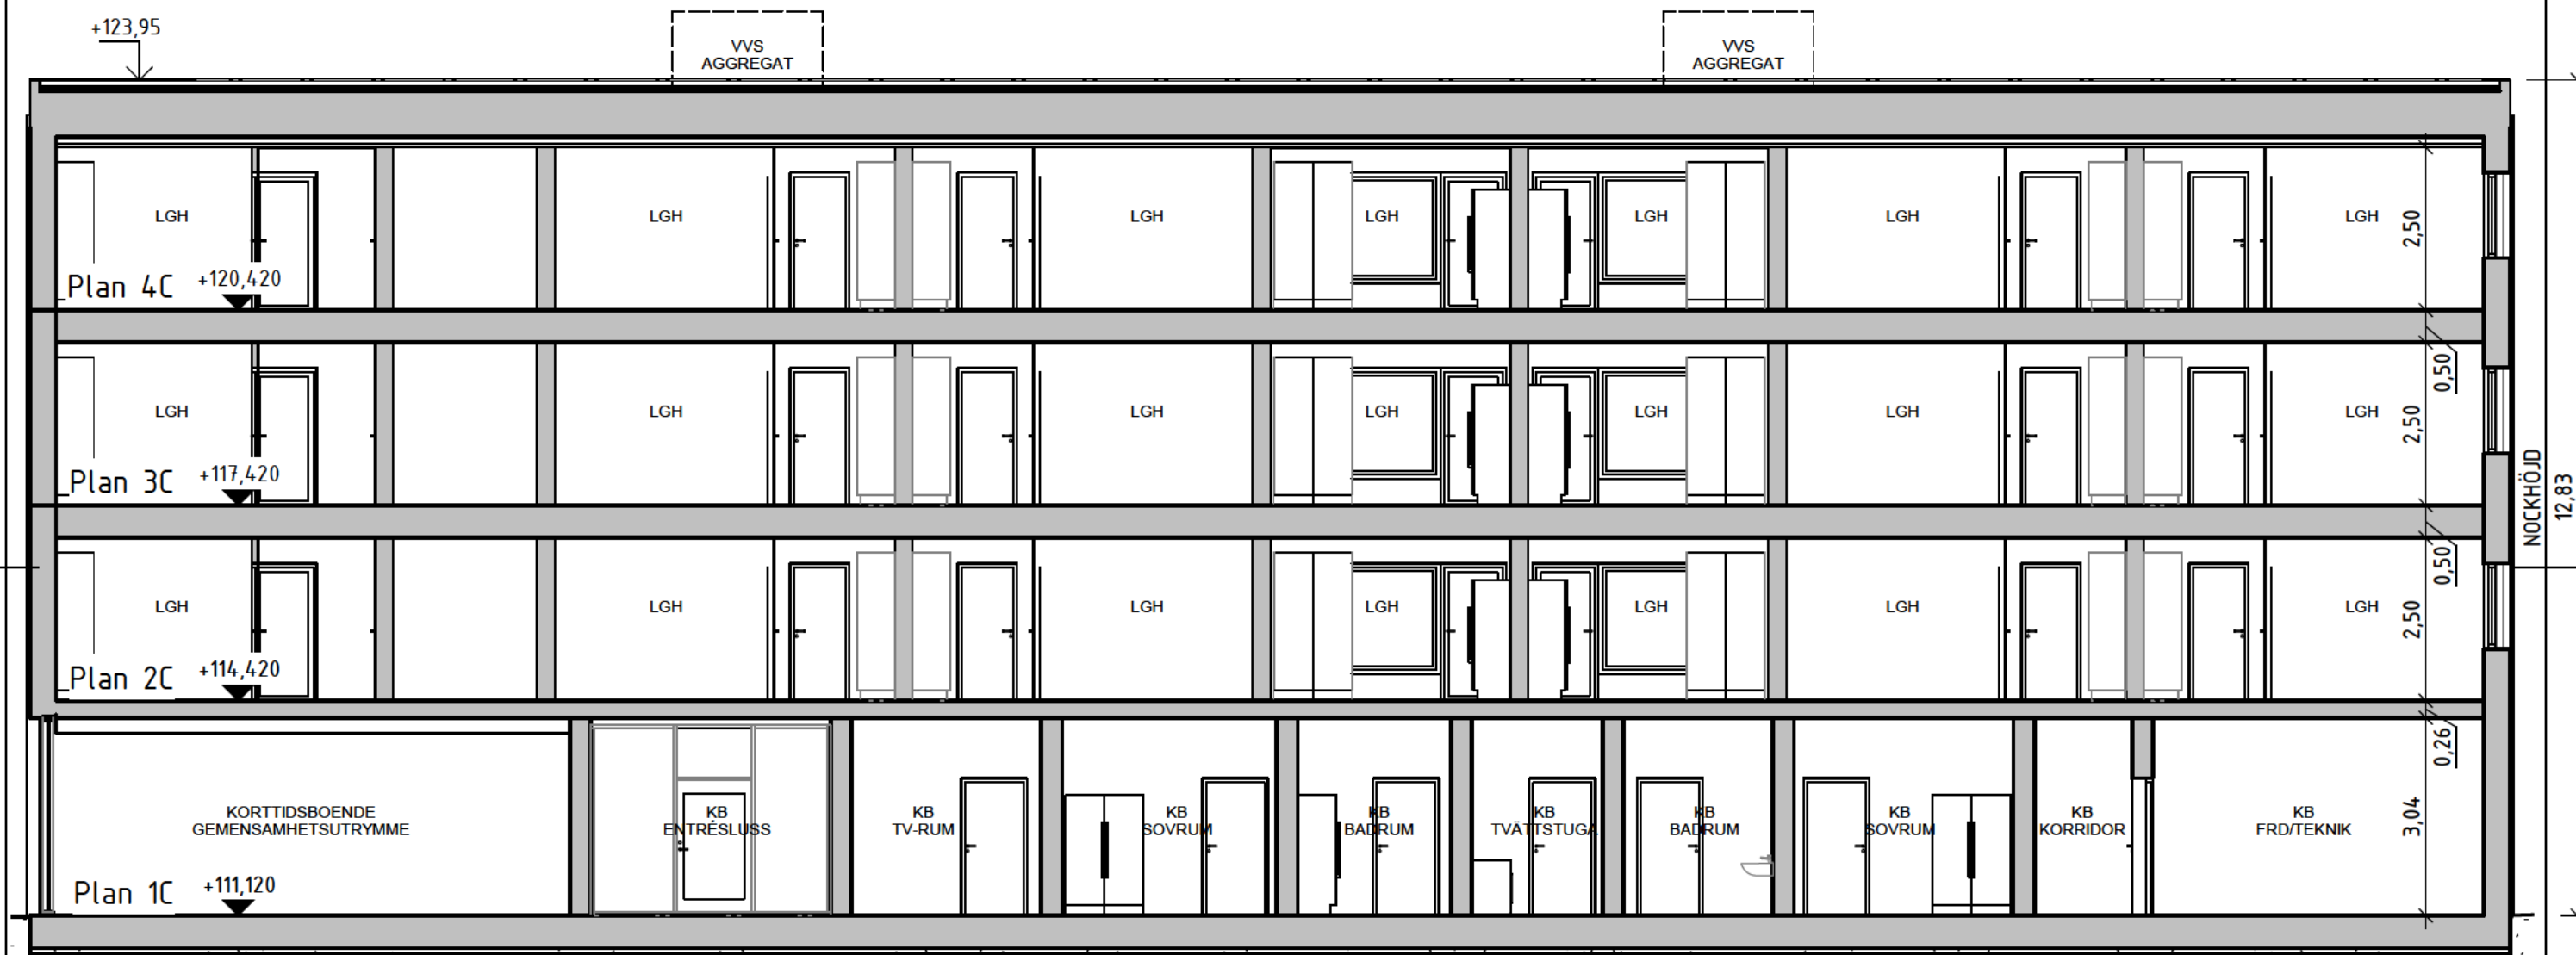 +123,95
VVS
AGGREGAT
VVS
AGGREGAT
LGH
LGH
LGH
LGH
LGH
LGH
LGH
2,50
Plan 4C
+120,420
0,50
LGH
LGH
LGH
LGH
LGH
LGH
LGH
2,50
Plan 3C
+117,420
NOCKHÖJD
12,83
0,50
LGH
LGH
LGH
LGH
LGH
LGH
LGH
2,50
Plan 2C
+114,420
0,26
KORTTIDSBOENDE
GEMENSAMHETSUTRYMME
KB
ENTRÉSLUSS
KB
TV-RUM
KB
SOVRUM
KB
BADRUM
KB
TVÄTTSTUGA
KB
BADRUM
KB
SOVRUM
KB
KORRIDOR
KB
FRD/TEKNIK
3,04
Plan 1C
+111,120